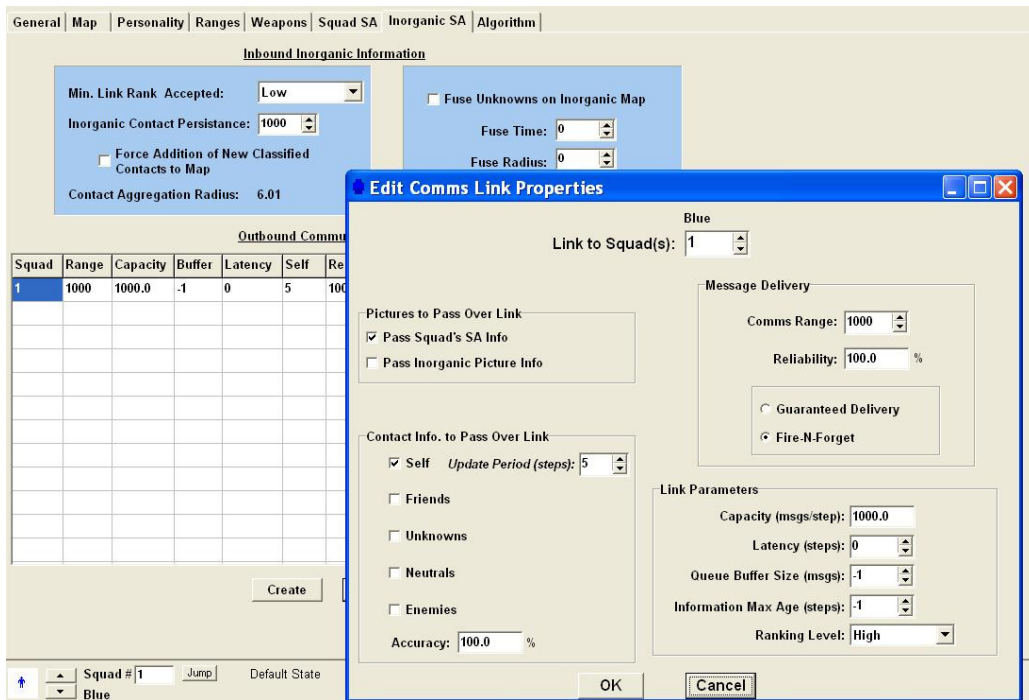 General Map Personality Ranges Weapons Squad SA Inorganic SA Algorithm
Inbound Inorganic Information
Min. Link Rank Accepted: Low
Inorganic Contact Persistance: 1000
Force Addition of New Classified
Contacts to Map
Contact Aggregation Radius: 6.01
Fuse Unknowns on Inorganic Map
Fuse Time: 0
Fuse Radius: 0
Outbound Commu
Squad Range Capacity Buffer Latency Self Re
1 1000 1000.0 -1 0 5 100
Create
Squad # 1 Jump Default State
Blue
Edit Comms Link Properties
Blue
Link to Squad(s): 1
Pictures to Pass Over Link
Pass Squad's SA Info
Pass Inorganic Picture Info
Contact Info. to Pass Over Link
Self Update Period (steps): 5
Friends
Unknowns
Neutrals
Enemies
Accuracy: 100.0 %
Message Delivery
Comms Range: 1000
Reliability: 100.0 %
Guaranteed Delivery
Fire-N-Forget
Link Parameters
Capacity (msgs/step): 1000.0
Latency (steps): 0
Queue Buffer Size (msgs): -1
Information Max Age (steps): -1
Ranking Level: High
OK Cancel